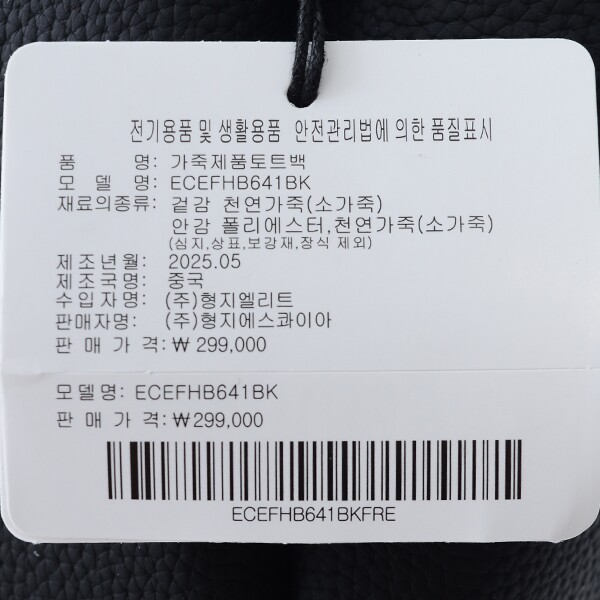 전기용품 및 생활용품 안전관리법에 의한 품질표시
품 명: 가죽제품토트백
모 델 명: ECEFHB641BK
재료의종류: 겉감 천연가죽(소가죽)
안감 폴리에스터,천연가죽(소가죽)
(심지,상표,보강재,장식 제외)
제조년월: 2025.05
제조국명: 중국
수입자명: (주)형지엘리트
판매자명: (주)형지에스콰이아
판 매 가 격: ₩ 299,000
모델명: ECEFHB641BK
판 매 가 격: ₩299,000
ECEFHB641BKFRE